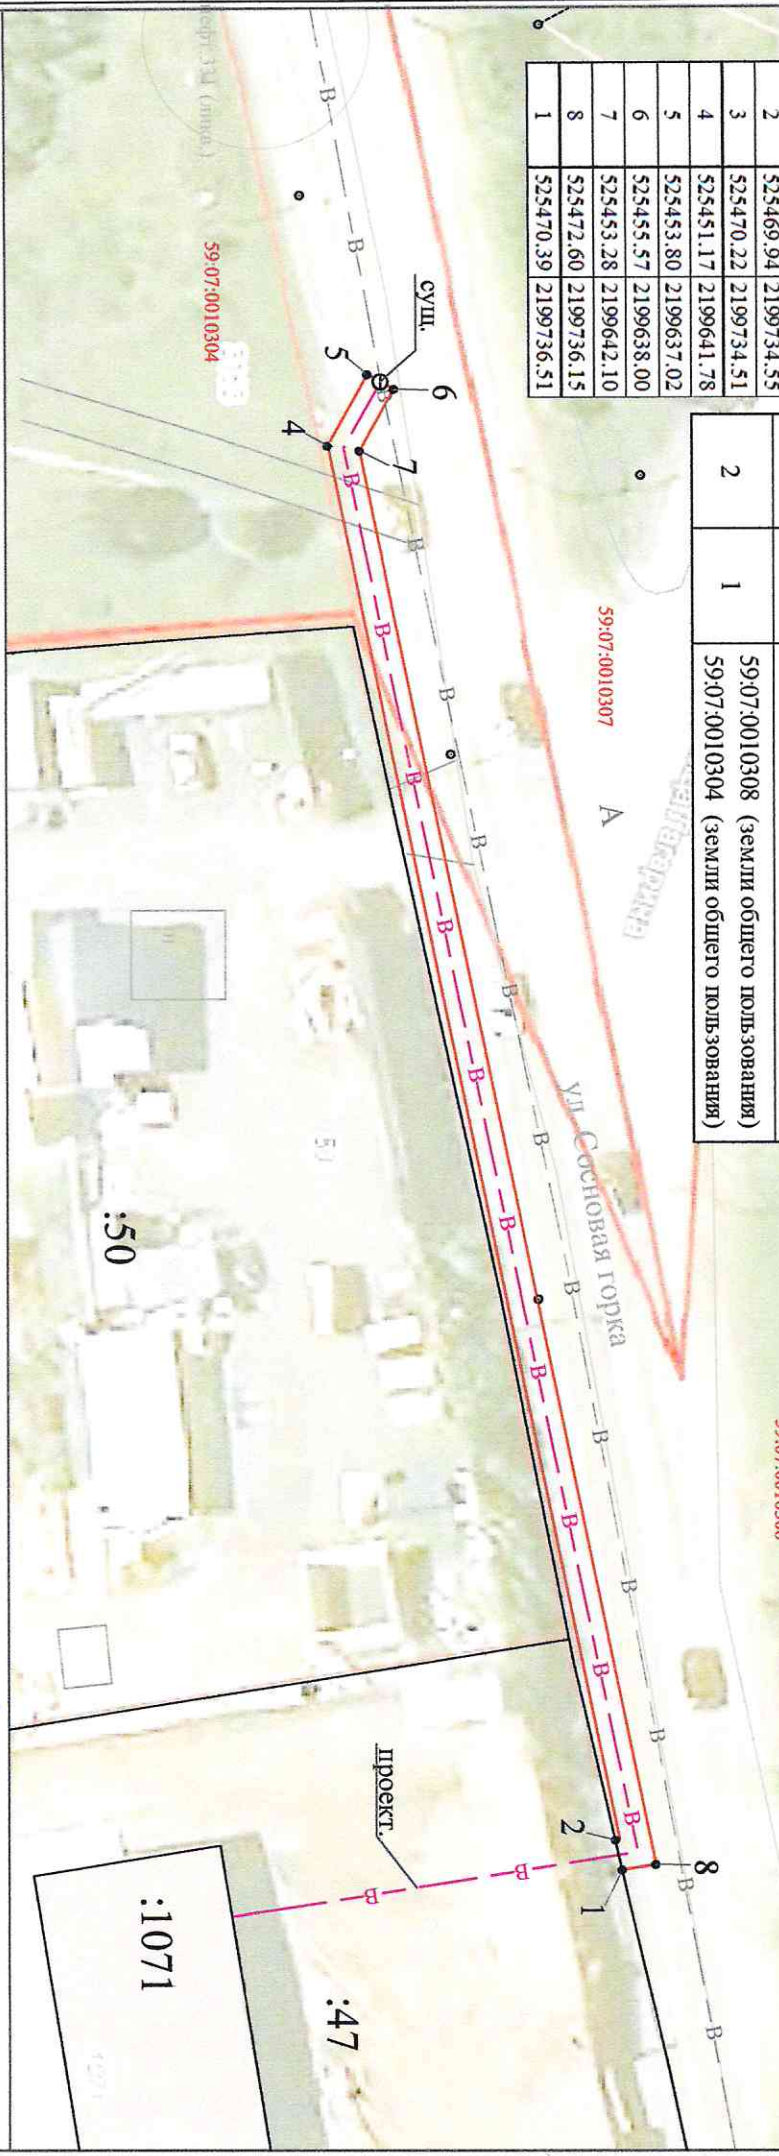 2 525469.94 2199734.55
3 525470.22 2199734.51
4 525451.17 2199641.78
5 525453.80 2199637.02
6 525455.57 2199638.00
7 525453.28 2199642.10
8 525472.60 2199736.15
1 525470.39 2199736.51
2 1 59:07:0010308 (земли общего пользования)
59:07:0010304 (земли общего пользования)
59:07:0010307
А
ул. Сосновая горка
59:07:0010304
сущ.
5
6
4
7
В В В В В В В В В В В В В
В В В В В В В В В В
2
8
1
проект.
В В
:50
:47
:1071